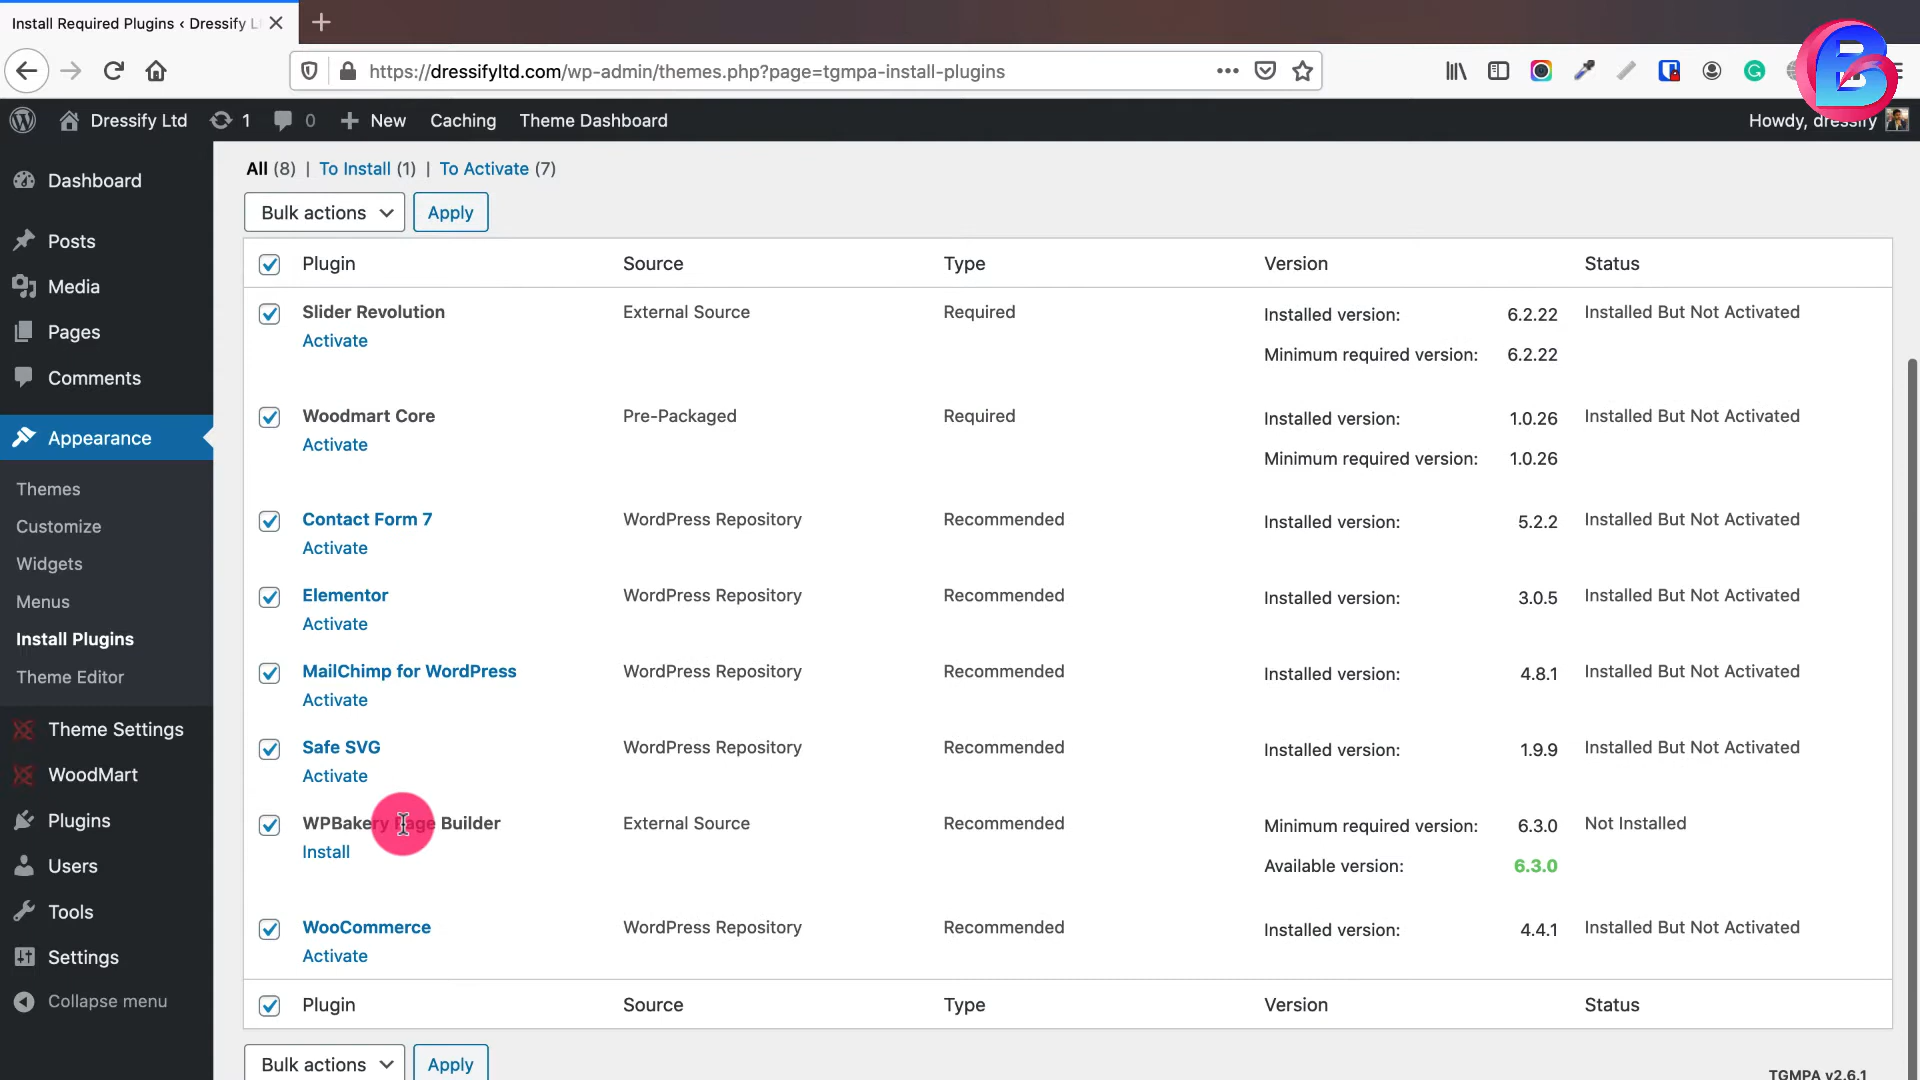 Install Required Plugins ‹ Dressify L
https://dressifyltd.com/wp-admin/themes.php?page=tgmpa-install-plugins
Dressify Ltd 1 0 New Caching Theme Dashboard Howdy, dressify
Dashboard
Posts
Media
Pages
Comments
Appearance
Themes
Customize
Widgets
Menus
Install Plugins
Theme Editor
Theme Settings
WoodMart
Plugins
Users
Tools
Settings
Collapse menu
All (8) | To Install (1) | To Activate (7)
Bulk actions Apply
Plugin Source Type Version Status
Slider Revolution External Source Required Installed version: 6.2.22 Installed But Not Activated
Activate Minimum required version: 6.2.22
Woodmart Core Pre-Packaged Required Installed version: 1.0.26 Installed But Not Activated
Activate Minimum required version: 1.0.26
Contact Form 7 WordPress Repository Recommended Installed version: 5.2.2 Installed But Not Activated
Activate
Elementor WordPress Repository Recommended Installed version: 3.0.5 Installed But Not Activated
Activate
MailChimp for WordPress WordPress Repository Recommended Installed version: 4.8.1 Installed But Not Activated
Activate
Safe SVG WordPress Repository Recommended Installed version: 1.9.9 Installed But Not Activated
Activate
WPBakery Page Builder External Source Recommended Minimum required version: 6.3.0 Not Installed
Install Available version: 6.3.0
WooCommerce WordPress Repository Recommended Installed version: 4.4.1 Installed But Not Activated
Activate
Plugin Source Type Version Status
Bulk actions Apply
TGMPA v2.6.1
B